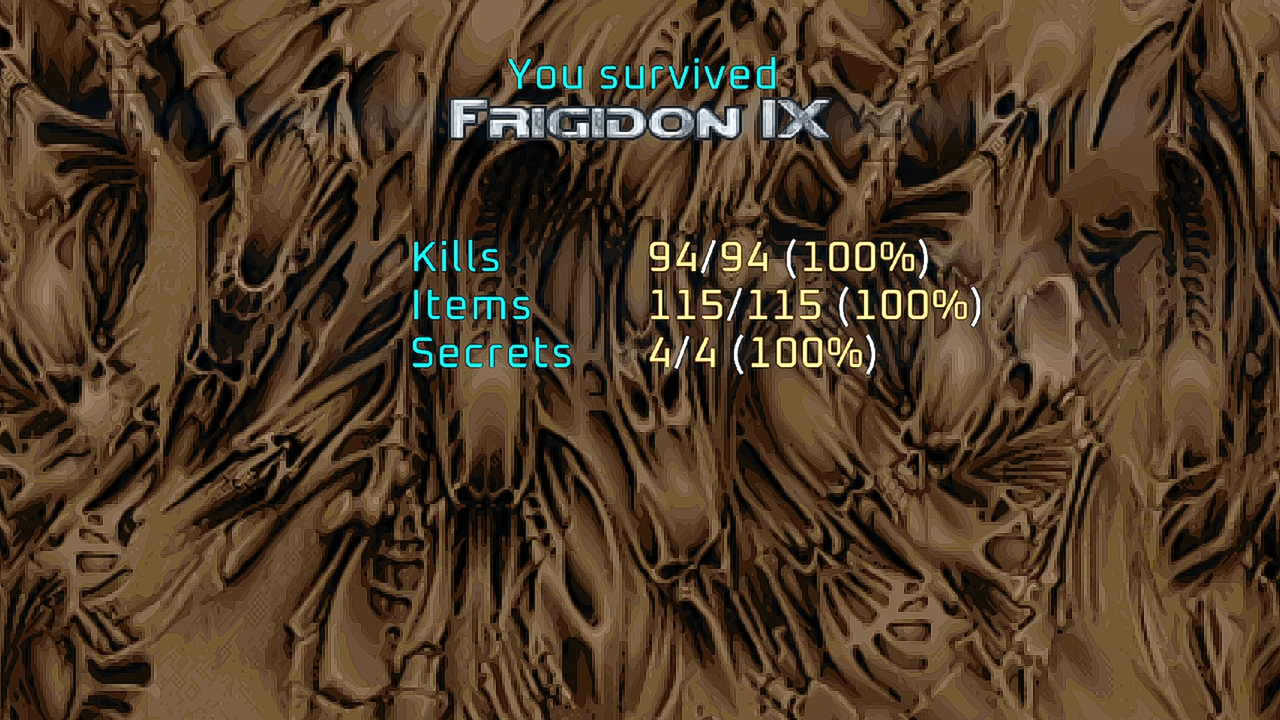 You survived
Frigidon IX
Kills 94/94 (100%)
Items 115/115 (100%)
Secrets 4/4 (100%)